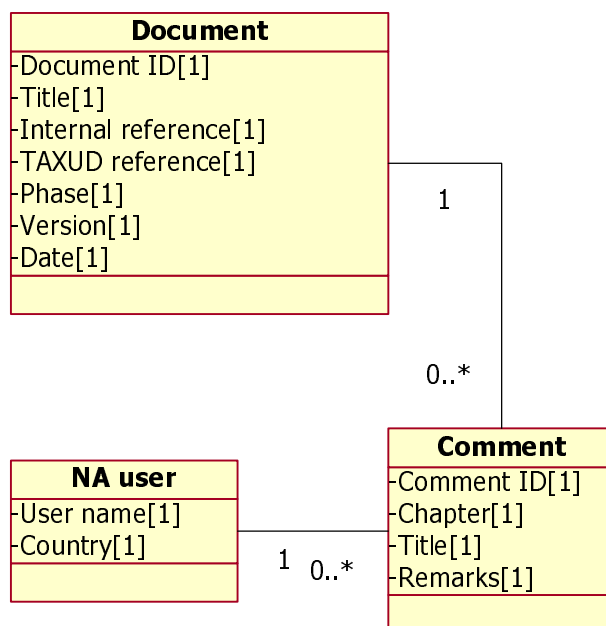 Document
-Document ID[1]
-Title[1]
-Internal reference[1]
-TAXUD reference[1]
-Phase[1]
-Version[1]
-Date[1]
1
0..*
NA user
-User name[1]
-Country[1]
1
0..*
Comment
-Comment ID[1]
-Chapter[1]
-Title[1]
-Remarks[1]